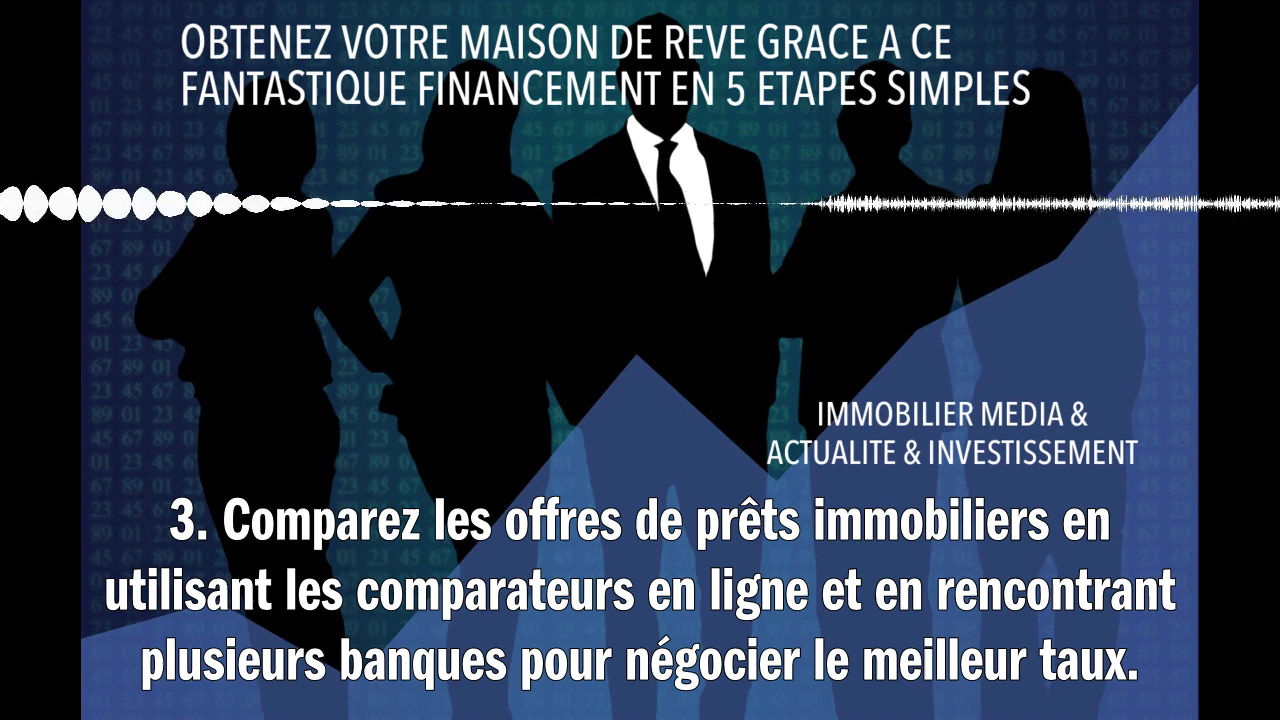 OBTENEZ VOTRE MAISON DE REVE GRACE A CE
FANTASTIQUE FINANCEMENT EN 5 ETAPES SIMPLES
IMMOBILIER MEDIA &
ACTUALITE & INVESTISSEMENT
3. Comparez les offres de prêts immobiliers en
utilisant les comparateurs en ligne et en rencontrant
plusieurs banques pour négocier le meilleur taux.